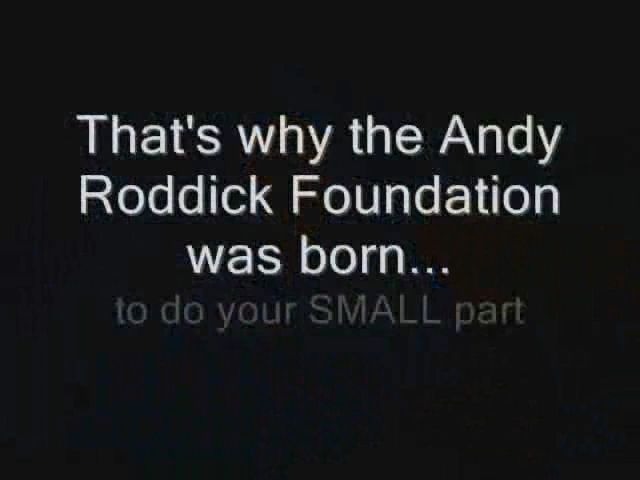 That's why the Andy
Roddick Foundation
was born...
to do your SMALL part